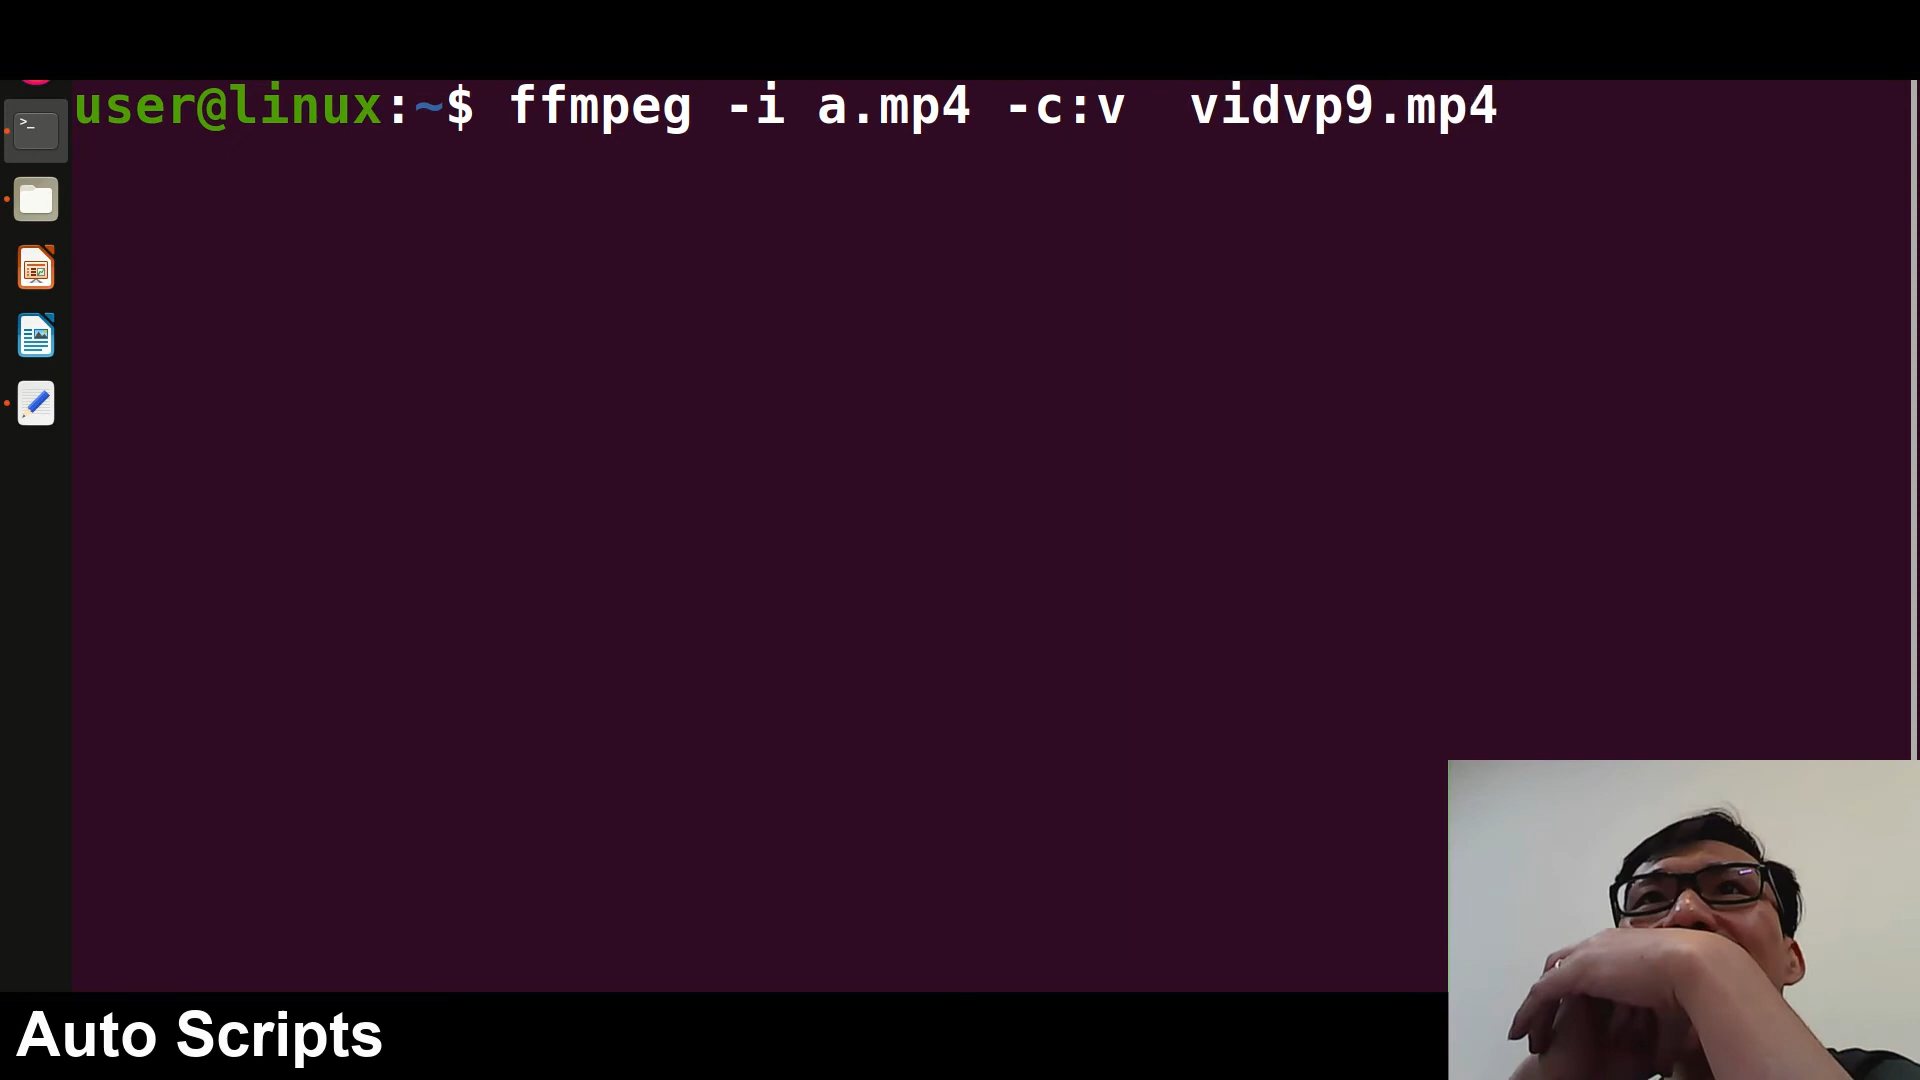 user@linux:~$ ffmpeg -i a.mp4 -c:v  vidvp9.mp4
>_
Auto Scripts